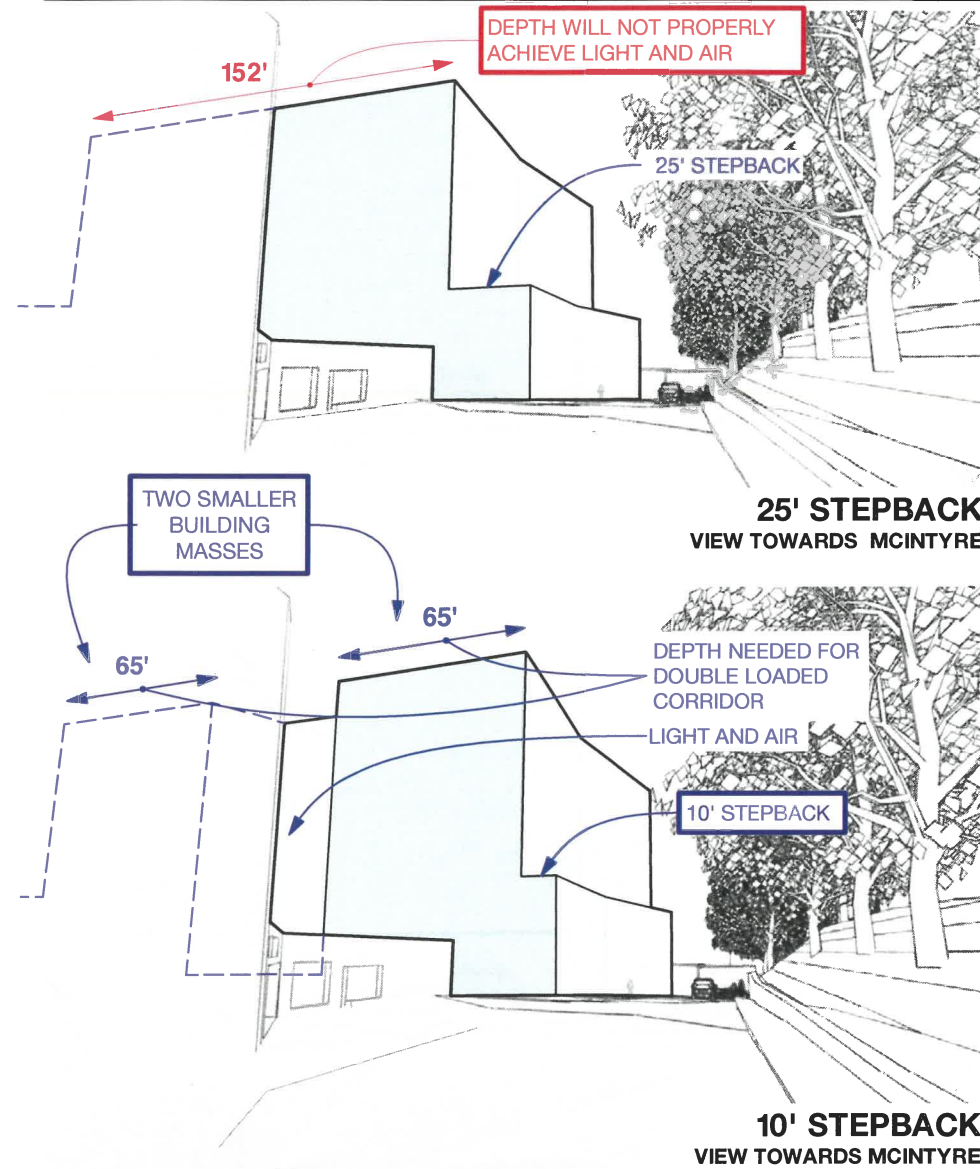 DEPTH WILL NOT PROPERLY
ACHIEVE LIGHT AND AIR
152'
25' STEPBACK
25' STEPBACK
VIEW TOWARDS MCINTYRE
TWO SMALLER
BUILDING
MASSES
65'
65'
DEPTH NEEDED FOR
DOUBLE LOADED
CORRIDOR
LIGHT AND AIR
10' STEPBACK
10' STEPBACK
VIEW TOWARDS MCINTYRE